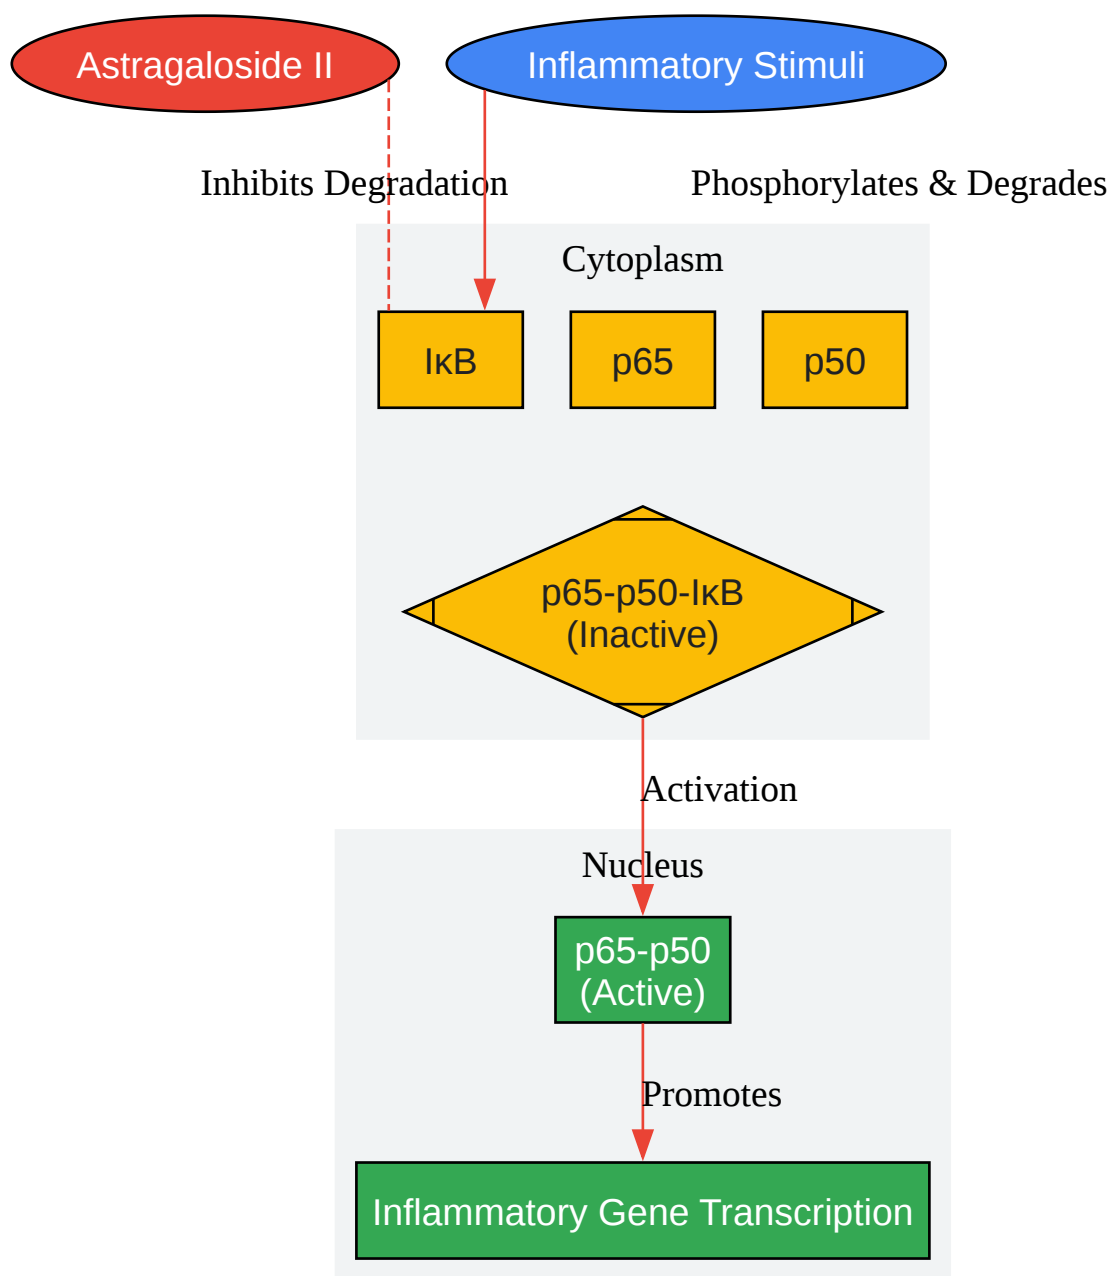 Astragaloside II
Inflammatory Stimuli
Inhibits Degradation
Phosphorylates & Degrades
Cytoplasm
IκB
p65
p50
p65-p50-IκB
(Inactive)
Activation
Nucleus
p65-p50
(Active)
Promotes
Inflammatory Gene Transcription